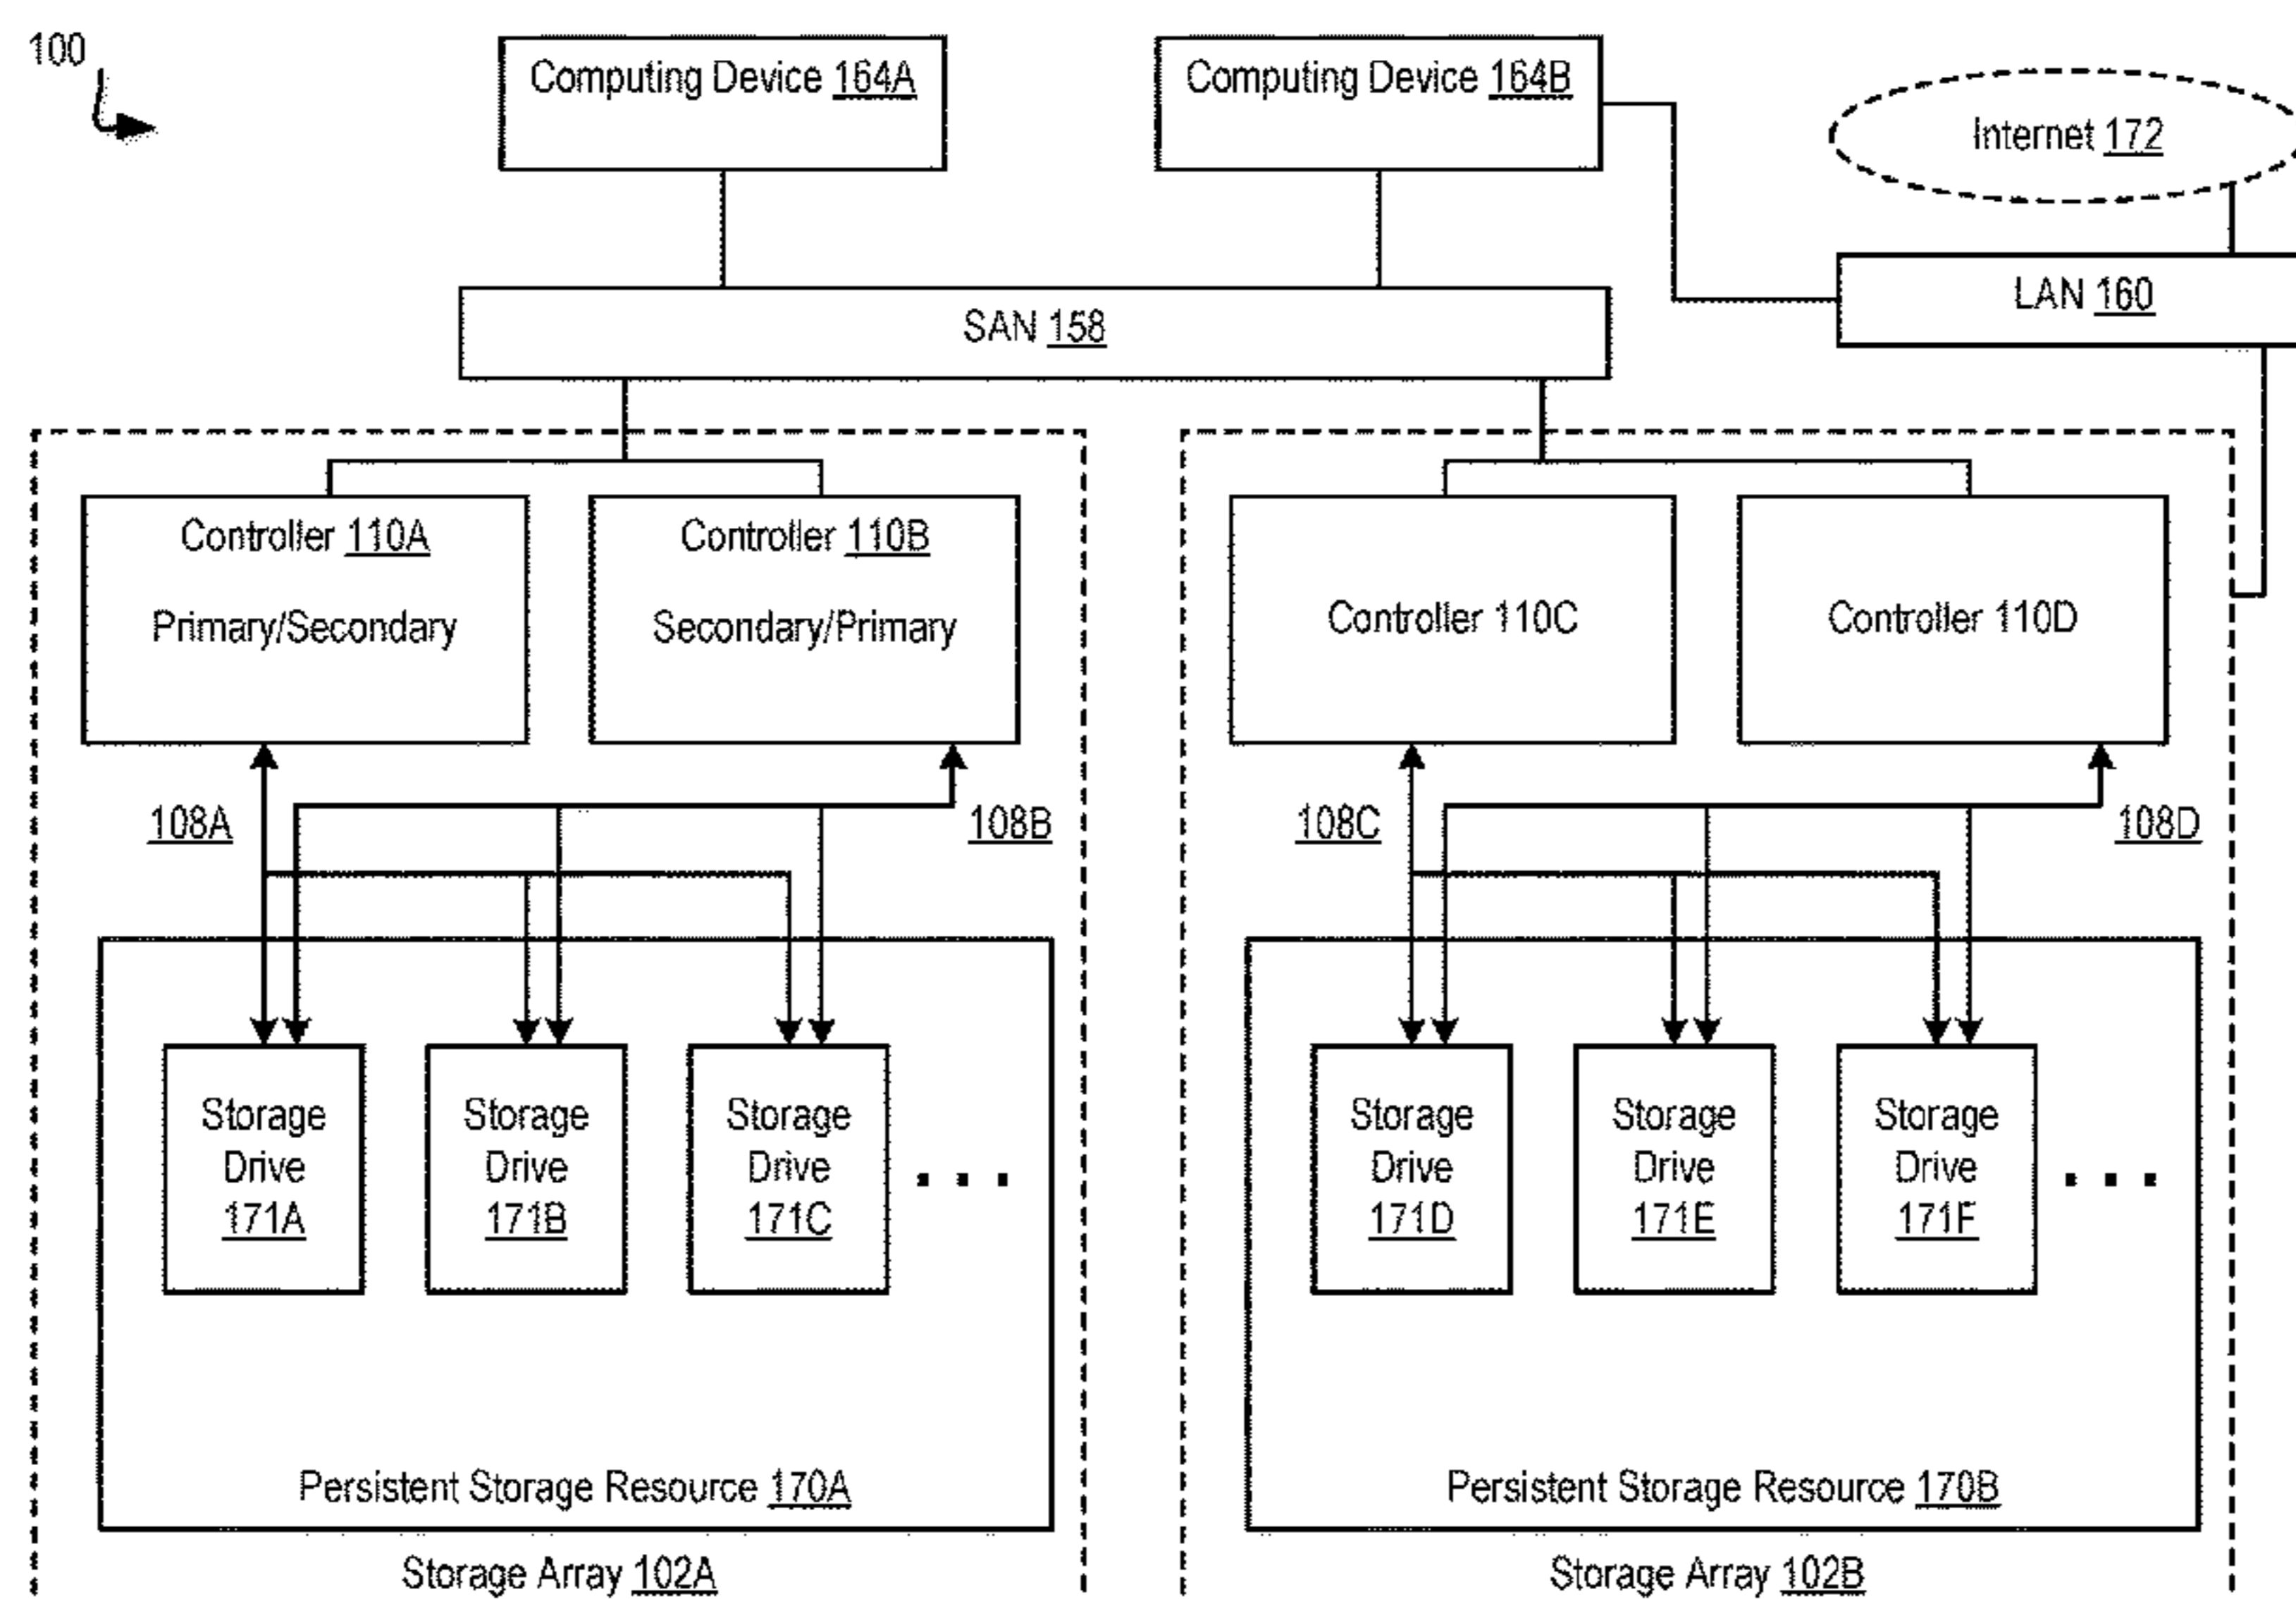 100
Computing Device 164A
Computing Device 164B
Internet 172
LAN 160
SAN 158
Controller 110A
Primary/Secondary
Controller 110B
Secondary/Primary
Controller 110C
Controller 110D
108A
108B
108C
108D
Storage
Drive
171A
Storage
Drive
171B
Storage
Drive
171C
. . .
Storage
Drive
171D
Storage
Drive
171E
Storage
Drive
171F
. . .
Persistent Storage Resource 170A
Persistent Storage Resource 170B
Storage Array 102A
Storage Array 102B